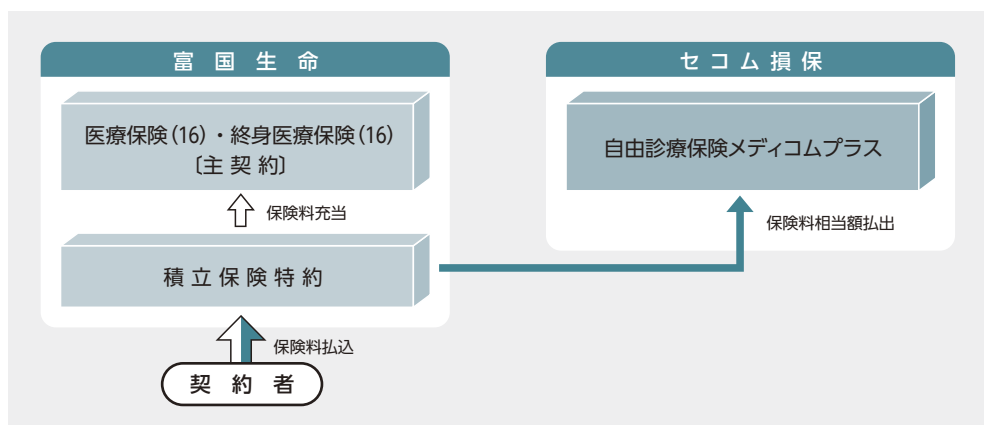 富国生命
医療保険(16)・終身医療保険(16)
〔主契約〕
保険料充当
積立保険特約
保険料払込
契約者
セコム損保
自由診療保険メディコムプラス
保険料相当額払出